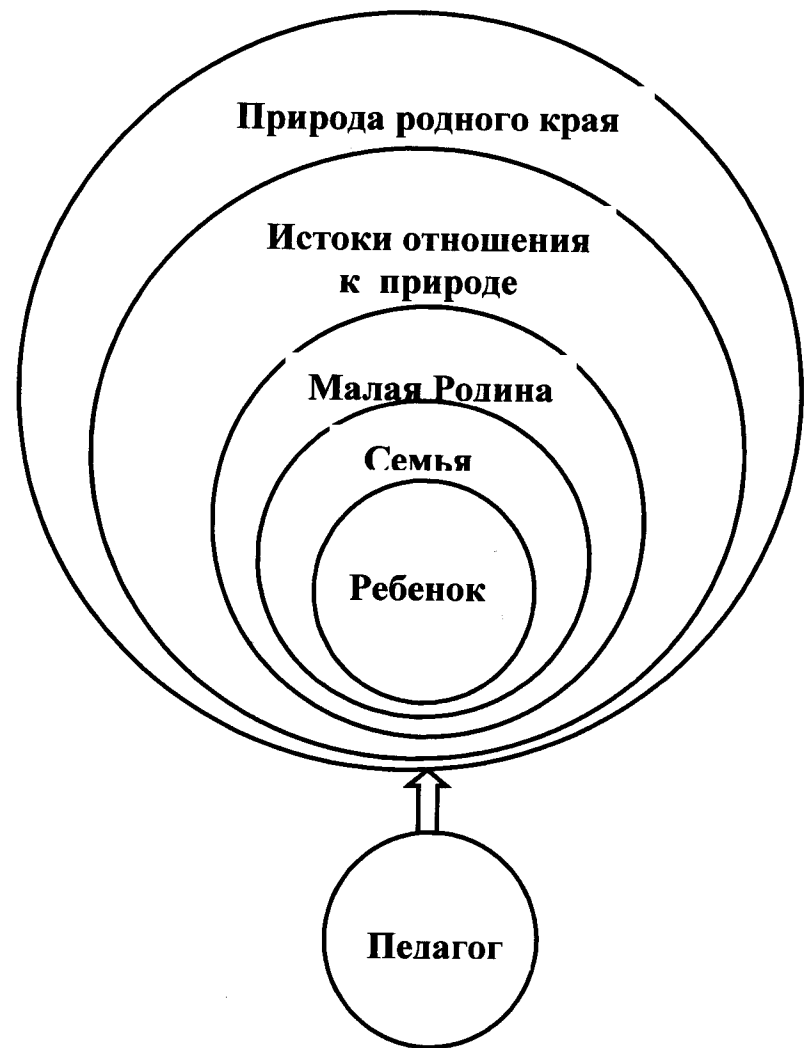 Природа родного края
Истоки отношения
к природе
Малая Родина
Семья
Ребенок
Педагог